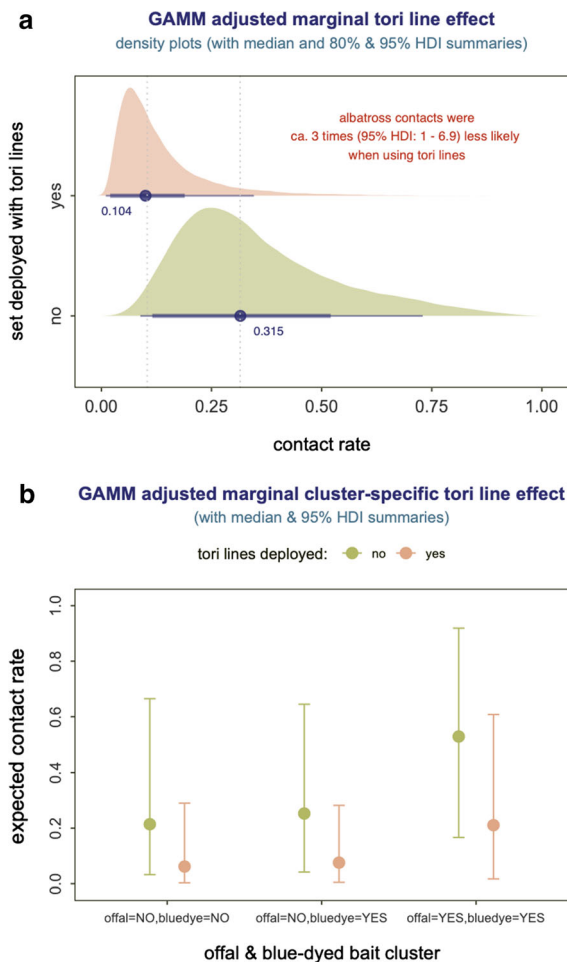 a
GAMM adjusted marginal tori line effect
density plots (with median and 80% & 95% HDI summaries)
albatross contacts were
ca. 3 times (95% HDI: 1 - 6.9) less likely
when using tori lines
set deployed with tori lines
yes
no
0.104
0.315
0.00 0.25 0.50 0.75 1.00
contact rate
b
GAMM adjusted marginal cluster-specific tori line effect
(with median & 95% HDI summaries)
tori lines deployed: no yes
expected contact rate
1.0
0.8
0.6
0.4
0.2
0.0
offal=NO,bluedye=NO offal=NO,bluedye=YES offal=YES,bluedye=YES
offal & blue-dyed bait cluster